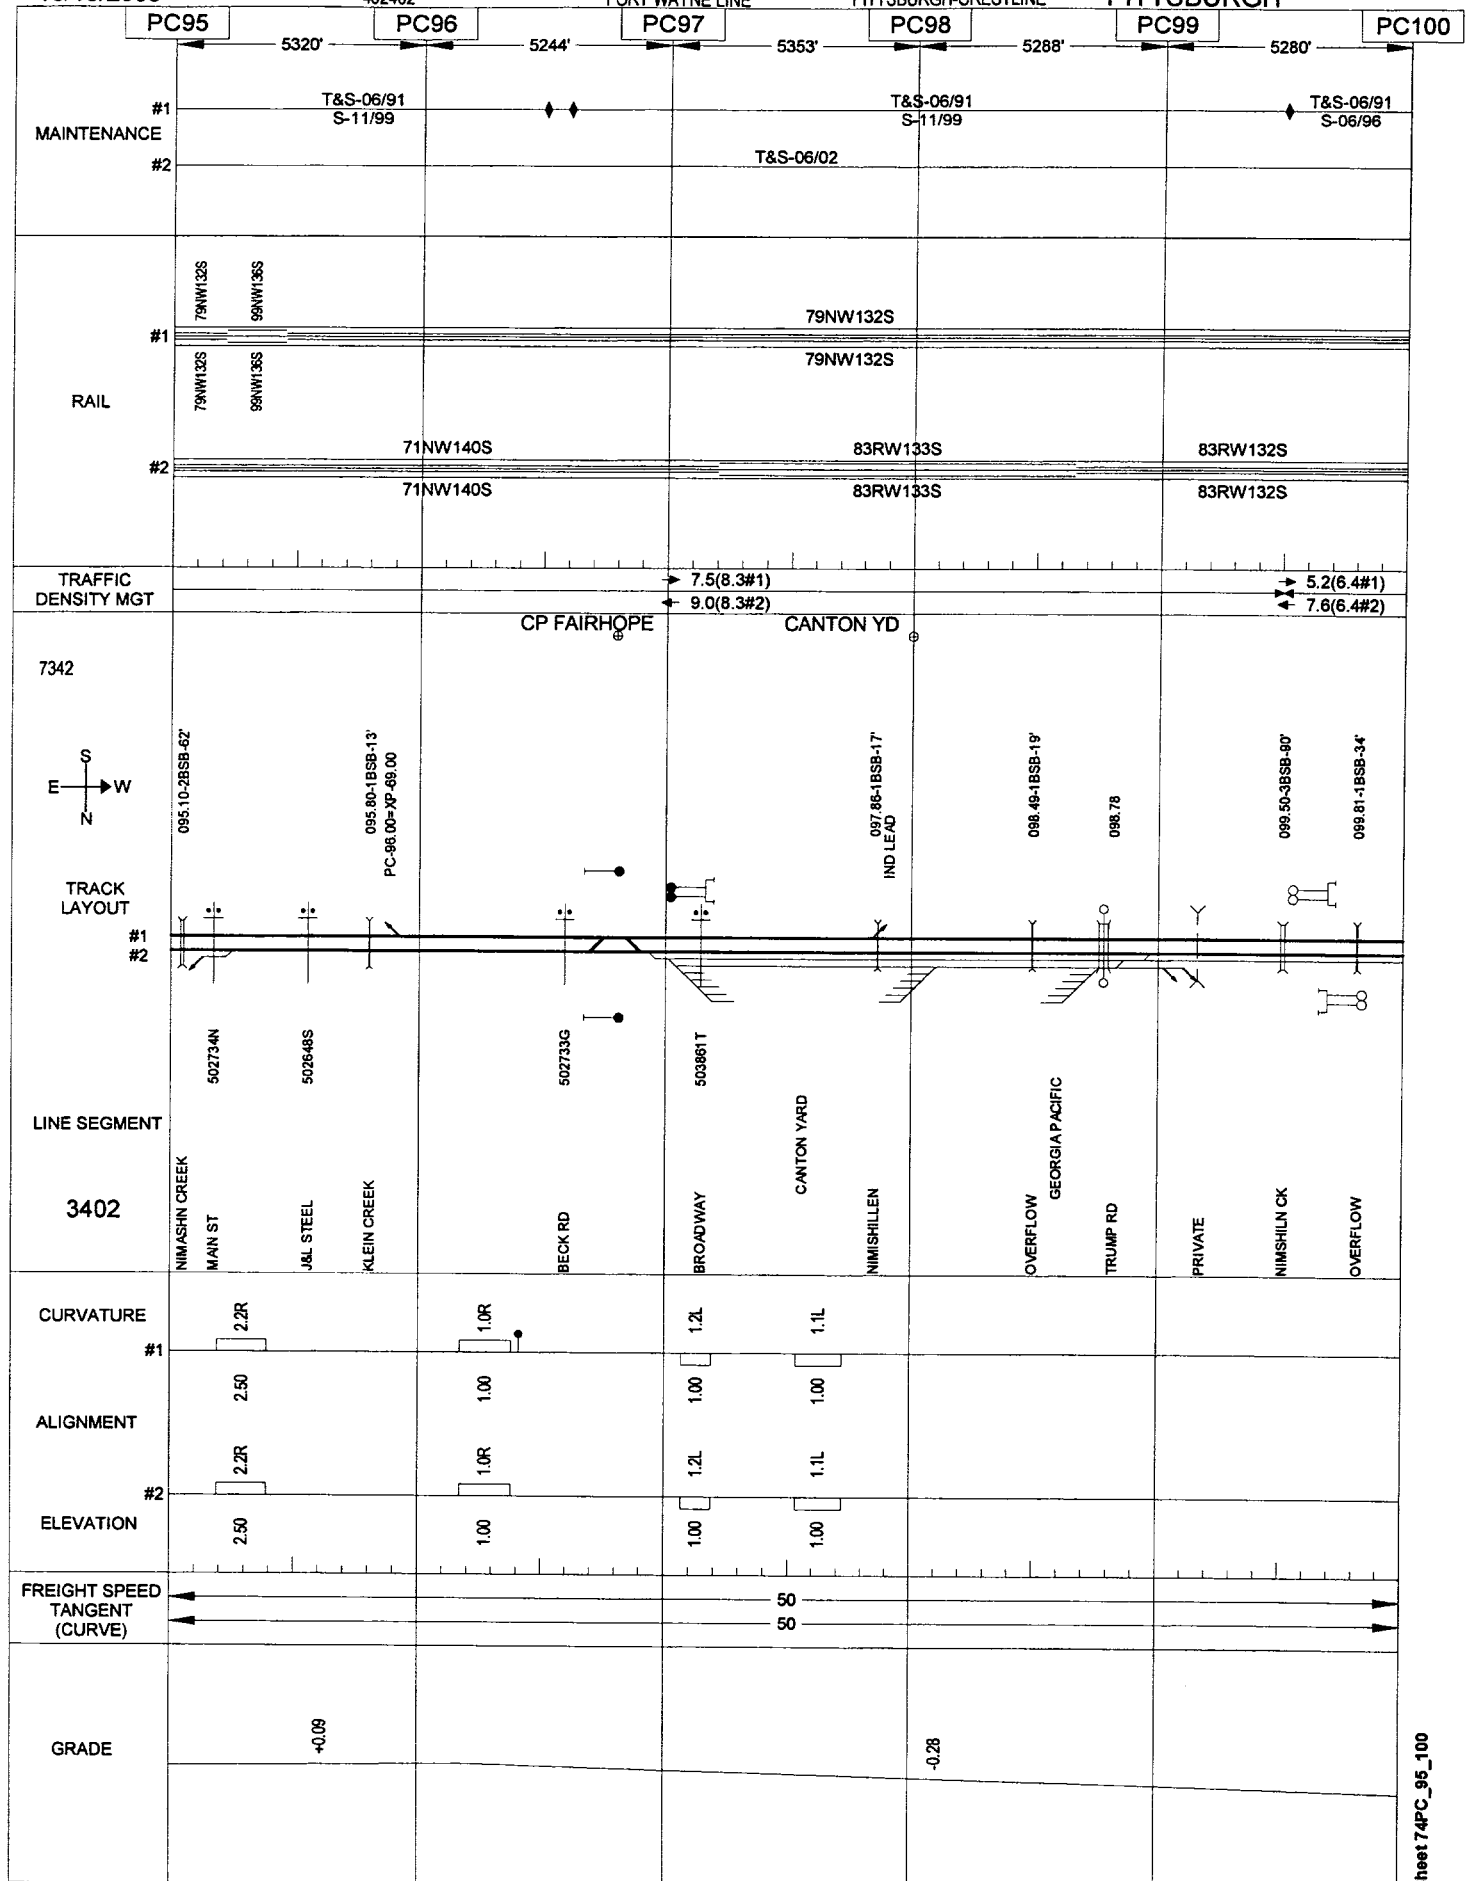 FORT WAYNE LINE PITTSBURGH-CRESTLINE PITTSBURGH
PC95 PC96 PC97 PC98 PC99 PC100
5320' 5244' 5353' 5288' 5280'
MAINTENANCE
#1
T&S-06/91 T&S-06/91 T&S-06/91
S-11/99 S-11/99 S-06/96
#2
T&S-06/02
RAIL
79NW132S 99NW136S
79NW132S
#1
79NW132S
79NW132S 99NW136S
71NW140S 83RW133S 83RW132S
#2
71NW140S 83RW133S 83RW132S
TRAFFIC
DENSITY MGT
7.5(8.3#1) 5.2(6.4#1)
9.0(8.3#2) 7.6(6.4#2)
CP FAIRHOPE CANTON YD
7342
S
E W
N
095.10-2BSB-62'
095.80-1BSB-13'
PC-96.00=XP-69.00
097.86-1BSB-17'
IND LEAD
098.49-1BSB-19'
098.78
099.50-3BSB-90'
099.81-1BSB-34'
TRACK
LAYOUT
#1
#2
502734N
502648S
502733G
503861T
LINE SEGMENT
3402
NIMASHN CREEK
MAIN ST
J&L STEEL
KLEIN CREEK
BECK RD
BROADWAY
CANTON YARD
NIMISHILLEN
OVERFLOW
GEORGIA PACIFIC
TRUMP RD
PRIVATE
NIMSHILN CK
OVERFLOW
CURVATURE
#1
2.2R 1.0R 1.2L 1.1L
2.50 1.00 1.00 1.00
ALIGNMENT
#2
2.2R 1.0R 1.2L 1.1L
ELEVATION
2.50 1.00 1.00 1.00
FREIGHT SPEED
TANGENT
(CURVE)
50
50
GRADE
+0.09
-0.28
heet 74PC_95_100